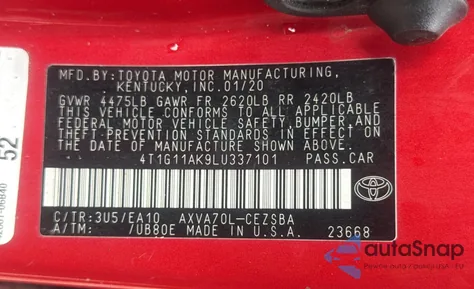 MFD.BY:TOYOTA MOTOR MANUFACTURING,
KENTUCKY,INC.01/20
GVWR 4475LB GAWR FR 2620LB RR 2420LB
THIS VEHICLE CONFORMS TO ALL APPLICABLE
FEDERAL MOTOR VEHICLE SAFETY,BUMPER,AND
THEFT PREVENTION STANDARDS IN EFFECT ON
THE DATE OF MANUFACTURE SHOWN ABOVE.
4T1G11AK9LU337101 PASS.CAR
C/TR:3U5/EA10 AXVA70L-CEZSBA
A/TM: /UB80E MADE IN U.S.A. 23668
TOYOTA
52
autoSnap